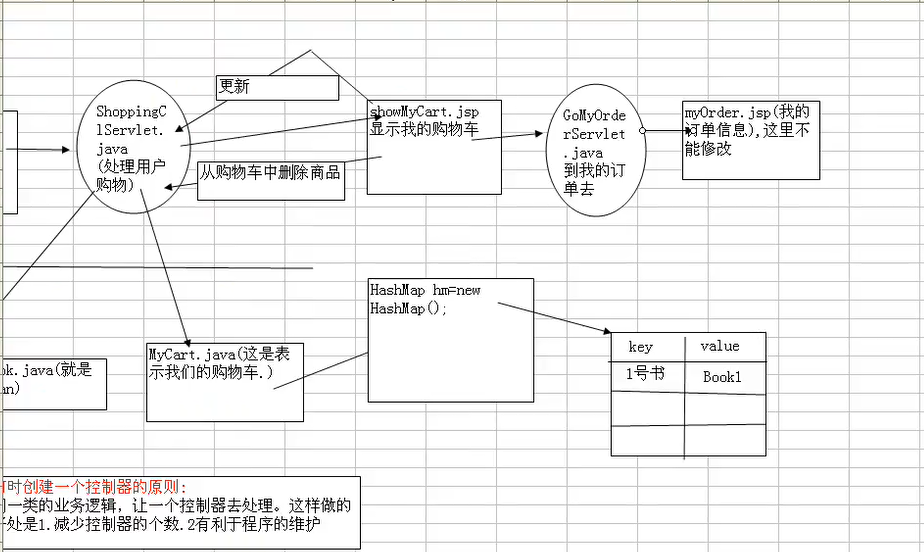 更新
ShoppingC
lServlet.
java
(处理用户
购物)
从购物车中删除商品
showMyCart.jsp
显示我的购物车
GoMyOrde
rServlet
.java
到我的订
单去
myOrder.jsp(我的
订单信息),这里不
能修改
HashMap hm=new
HashMap();
key value
1号书 Book1
MyCart.java(这是表
示我们的购物车.)
ok.java(就是
an)
时创建一个控制器的原则:
一类的业务逻辑，让一个控制器去处理。这样做的
处是1.减少控制器的个数.2有利于程序的维护